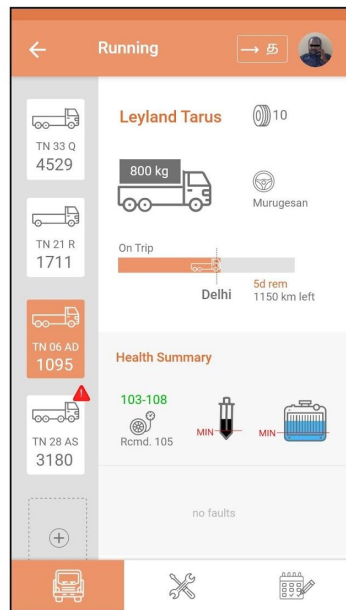 Running
→ த
TN 33 Q
4529
TN 21 R
1711
TN 06 AD
1095
TN 28 AS
3180
Leyland Tarus
10
800 kg
Murugesan
On Trip
Delhi
5d rem
1150 km left
Health Summary
103-108
Rcmd. 105
MIN
MIN
no faults